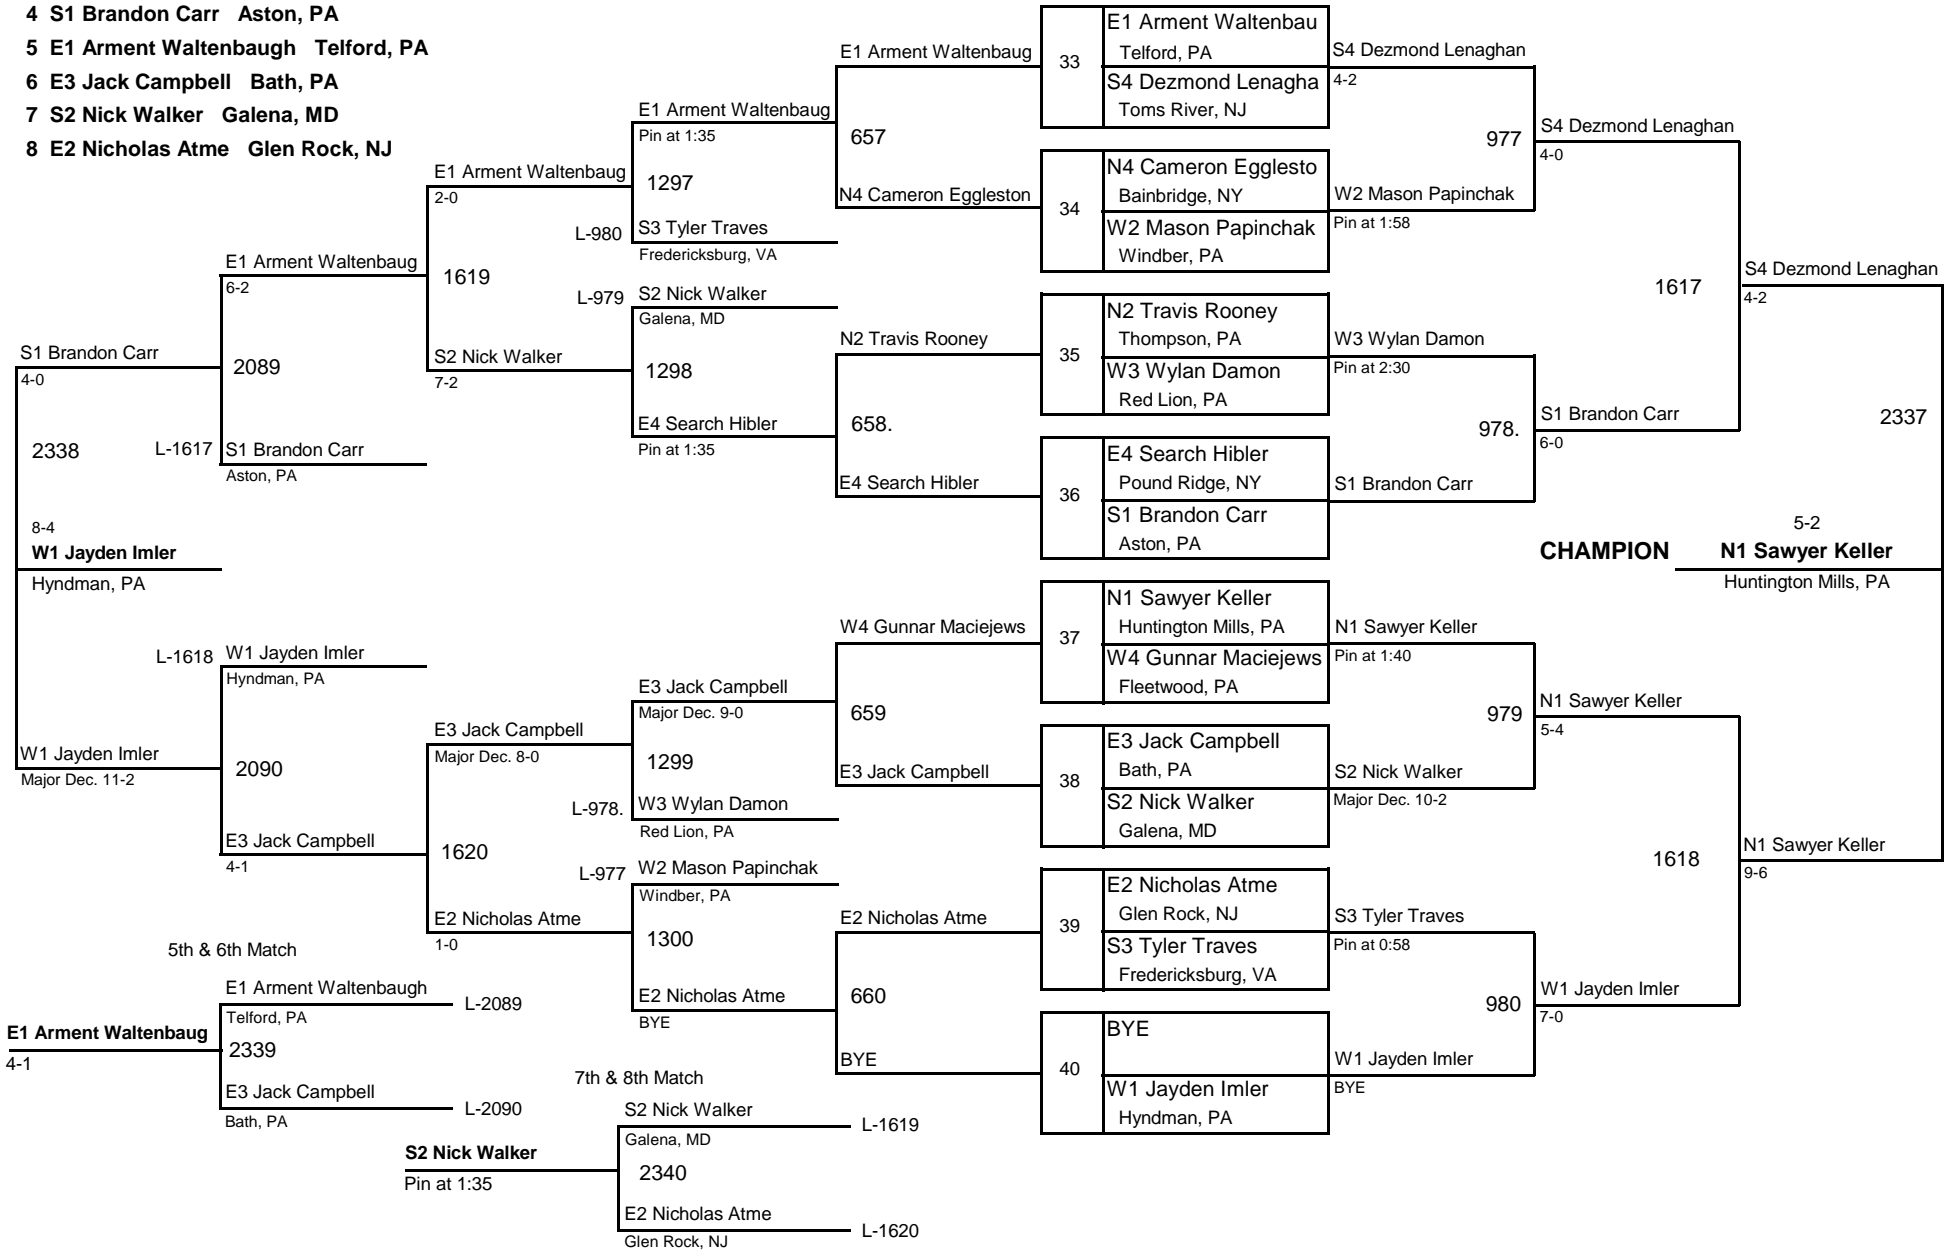 4 S1 Brandon Carr Aston, PA
5 E1 Arment Waltenbaugh Telford, PA
6 E3 Jack Campbell Bath, PA
7 S2 Nick Walker Galena, MD
8 E2 Nicholas Atme Glen Rock, NJ
S1 Brandon Carr
4-0
2338
8-4
W1 Jayden Imler
Hyndman, PA
W1 Jayden Imler
Major Dec. 11-2
E1 Arment Waltenbaug
6-2
2089
L-1617
S1 Brandon Carr
Aston, PA
L-1618
W1 Jayden Imler
Hyndman, PA
2090
E3 Jack Campbell
4-1
E1 Arment Waltenbaug
2-0
1619
S2 Nick Walker
7-2
E3 Jack Campbell
Major Dec. 8-0
1620
E2 Nicholas Atme
1-0
E1 Arment Waltenbaug
Pin at 1:35
1297
L-980
S3 Tyler Traves
Fredericksburg, VA
L-979
S2 Nick Walker
Galena, MD
1298
E4 Search Hibler
Pin at 1:35
E3 Jack Campbell
Major Dec. 9-0
1299
L-978.
W3 Wylan Damon
Red Lion, PA
L-977
W2 Mason Papinchak
Windber, PA
1300
E2 Nicholas Atme
BYE
E1 Arment Waltenbaug
657
N4 Cameron Eggleston
N2 Travis Rooney
658.
E4 Search Hibler
W4 Gunnar Maciejews
659
E3 Jack Campbell
E2 Nicholas Atme
660
BYE
33
E1 Arment Waltenbau
Telford, PA
S4 Dezmond Lenagha
Toms River, NJ
34
N4 Cameron Egglesto
Bainbridge, NY
W2 Mason Papinchak
Windber, PA
35
N2 Travis Rooney
Thompson, PA
W3 Wylan Damon
Red Lion, PA
36
E4 Search Hibler
Pound Ridge, NY
S1 Brandon Carr
Aston, PA
37
N1 Sawyer Keller
Huntington Mills, PA
W4 Gunnar Maciejews
Fleetwood, PA
38
E3 Jack Campbell
Bath, PA
S2 Nick Walker
Galena, MD
39
E2 Nicholas Atme
Glen Rock, NJ
S3 Tyler Traves
Fredericksburg, VA
40
BYE
W1 Jayden Imler
Hyndman, PA
S4 Dezmond Lenaghan
4-2
977
W2 Mason Papinchak
Pin at 1:58
W3 Wylan Damon
Pin at 2:30
978.
S1 Brandon Carr
N1 Sawyer Keller
Pin at 1:40
979
S2 Nick Walker
Major Dec. 10-2
S3 Tyler Traves
Pin at 0:58
980
W1 Jayden Imler
BYE
S4 Dezmond Lenaghan
4-0
1617
S1 Brandon Carr
6-0
N1 Sawyer Keller
5-4
1618
W1 Jayden Imler
7-0
S4 Dezmond Lenaghan
4-2
2337
5-2
CHAMPION
N1 Sawyer Keller
Huntington Mills, PA
N1 Sawyer Keller
9-6
5th & 6th Match
E1 Arment Waltenbaugh
L-2089
Telford, PA
E1 Arment Waltenbaug
2339
4-1
E3 Jack Campbell
L-2090
Bath, PA
7th & 8th Match
S2 Nick Walker
L-1619
Galena, MD
S2 Nick Walker
2340
Pin at 1:35
E2 Nicholas Atme
L-1620
Glen Rock, NJ